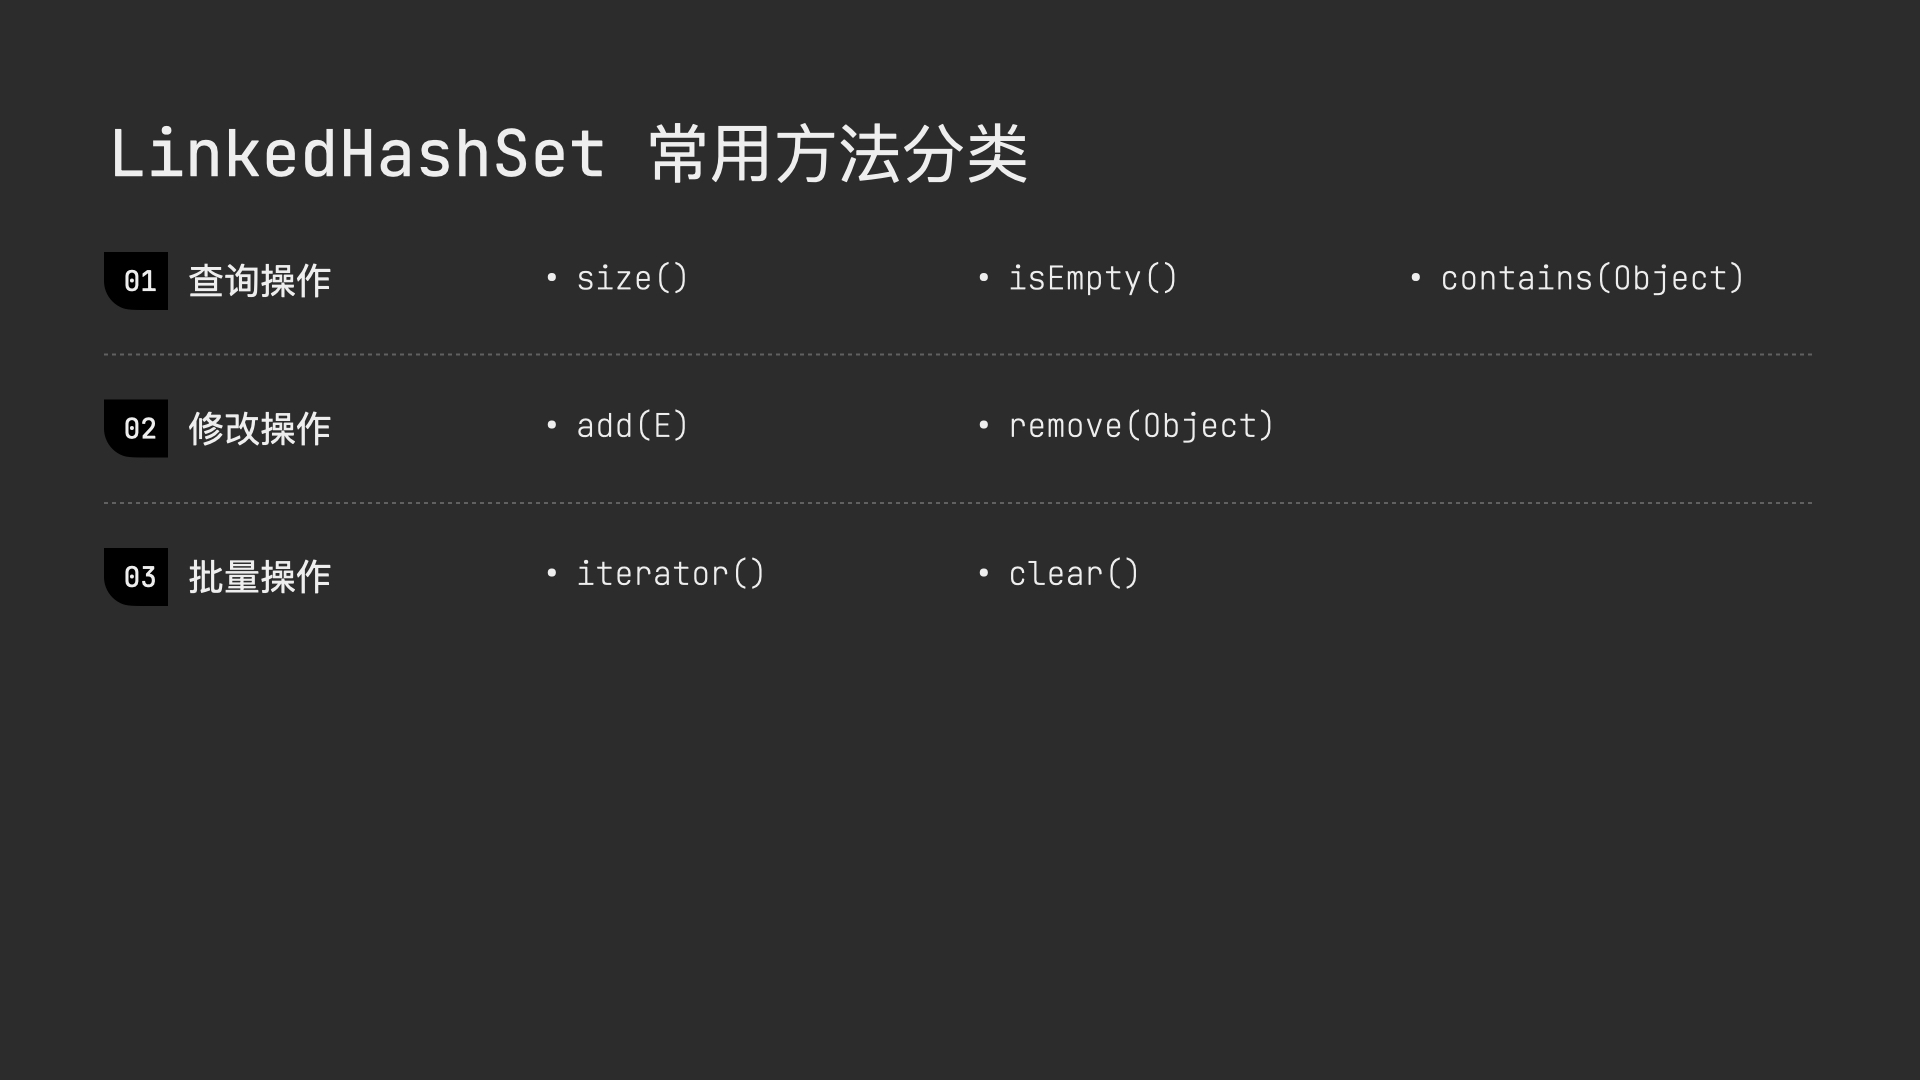 LinkedHashSet 常用方法分类
01 查询操作 • size() • isEmpty() • contains(Object)
02 修改操作 • add(E) • remove(Object)
03 批量操作 • iterator() • clear()